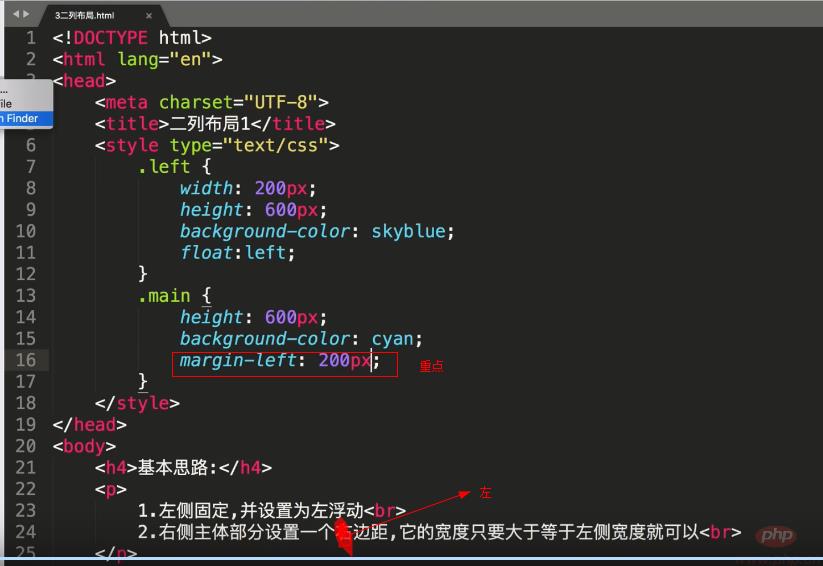 3二列布局.html ×
1 <!DOCTYPE html>
2 <html lang="en">
3 <head>
...
ile
n Finder
<meta charset="UTF-8">
<title>二列布局1</title>
6 <style type="text/css">
7 .left {
8 width: 200px;
9 height: 600px;
10 background-color: skyblue;
11 float:left;
12 }
13 .main {
14 height: 600px;
15 background-color: cyan;
16 margin-left: 200px;
重点
17 }
18 </style>
19 </head>
20 <body>
21 <h4>基本思路:</h4>
22 <p>
左
23 1.左侧固定,并设置为左浮动<br>
24 2.右侧主体部分设置一个边距,它的宽度只要大于等于左侧宽度就可以<br>
25 </p>
php